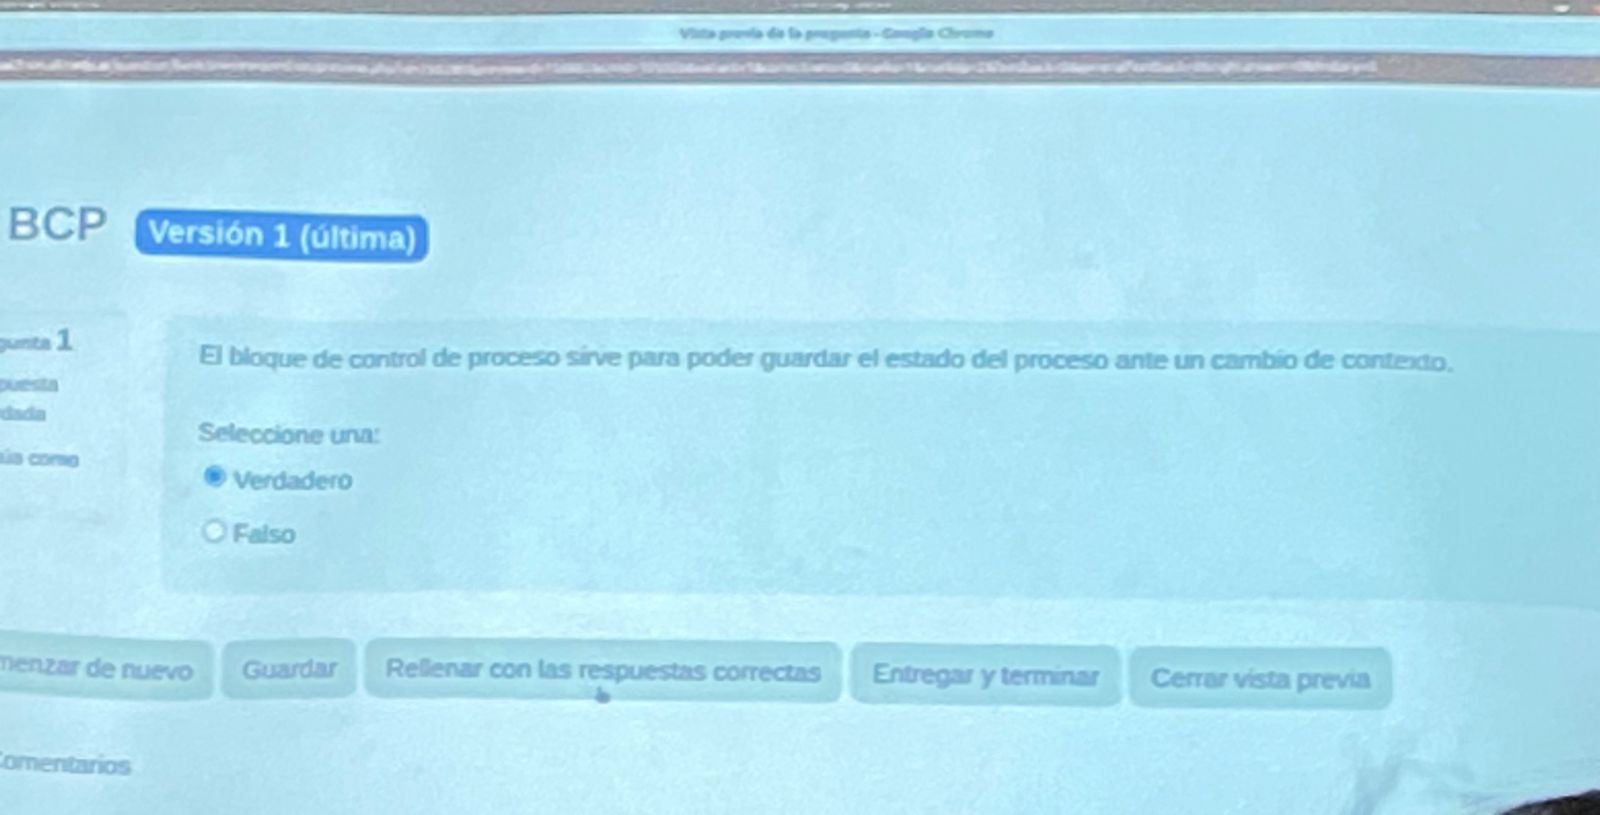 Vista previa de la pregunta - Google Chrome
BCP Versión 1 (última)
gunta 1
puesta
dada
úa como
El bloque de control de proceso sirve para poder guardar el estado del proceso ante un cambio de contexto.
Seleccione una:
Verdadero
Falso
menzar de nuevo Guardar Rellenar con las respuestas correctas Entregar y terminar Cerrar vista previa
Comentarios